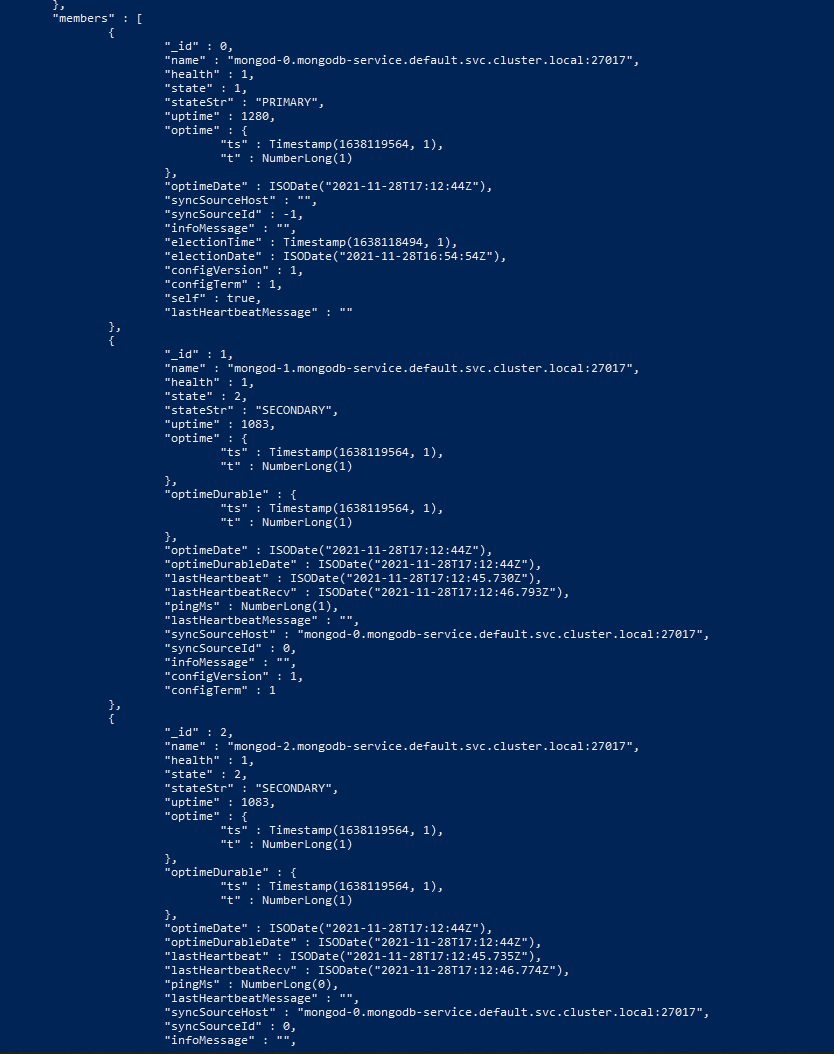 },
"members" : [
{
"_id" : 0,
"name" : "mongod-0.mongodb-service.default.svc.cluster.local:27017",
"health" : 1,
"state" : 1,
"stateStr" : "PRIMARY",
"uptime" : 1280,
"optime" : {
"ts" : Timestamp(1638119564, 1),
"t" : NumberLong(1)
},
"optimeDate" : ISODate("2021-11-28T17:12:44Z"),
"syncSourceHost" : "",
"syncSourceId" : -1,
"infoMessage" : "",
"electionTime" : Timestamp(1638118494, 1),
"electionDate" : ISODate("2021-11-28T16:54:54Z"),
"configVersion" : 1,
"configTerm" : 1,
"self" : true,
"lastHeartbeatMessage" : ""
},
{
"_id" : 1,
"name" : "mongod-1.mongodb-service.default.svc.cluster.local:27017",
"health" : 1,
"state" : 2,
"stateStr" : "SECONDARY",
"uptime" : 1083,
"optime" : {
"ts" : Timestamp(1638119564, 1),
"t" : NumberLong(1)
},
"optimeDurable" : {
"ts" : Timestamp(1638119564, 1),
"t" : NumberLong(1)
},
"optimeDate" : ISODate("2021-11-28T17:12:44Z"),
"optimeDurableDate" : ISODate("2021-11-28T17:12:44Z"),
"lastHeartbeat" : ISODate("2021-11-28T17:12:45.730Z"),
"lastHeartbeatRecv" : ISODate("2021-11-28T17:12:46.793Z"),
"pingMs" : NumberLong(1),
"lastHeartbeatMessage" : "",
"syncSourceHost" : "mongod-0.mongodb-service.default.svc.cluster.local:27017",
"syncSourceId" : 0,
"infoMessage" : "",
"configVersion" : 1,
"configTerm" : 1
},
{
"_id" : 2,
"name" : "mongod-2.mongodb-service.default.svc.cluster.local:27017",
"health" : 1,
"state" : 2,
"stateStr" : "SECONDARY",
"uptime" : 1083,
"optime" : {
"ts" : Timestamp(1638119564, 1),
"t" : NumberLong(1)
},
"optimeDurable" : {
"ts" : Timestamp(1638119564, 1),
"t" : NumberLong(1)
},
"optimeDate" : ISODate("2021-11-28T17:12:44Z"),
"optimeDurableDate" : ISODate("2021-11-28T17:12:44Z"),
"lastHeartbeat" : ISODate("2021-11-28T17:12:45.735Z"),
"lastHeartbeatRecv" : ISODate("2021-11-28T17:12:46.774Z"),
"pingMs" : NumberLong(0),
"lastHeartbeatMessage" : "",
"syncSourceHost" : "mongod-0.mongodb-service.default.svc.cluster.local:27017",
"syncSourceId" : 0,
"infoMessage" : "",